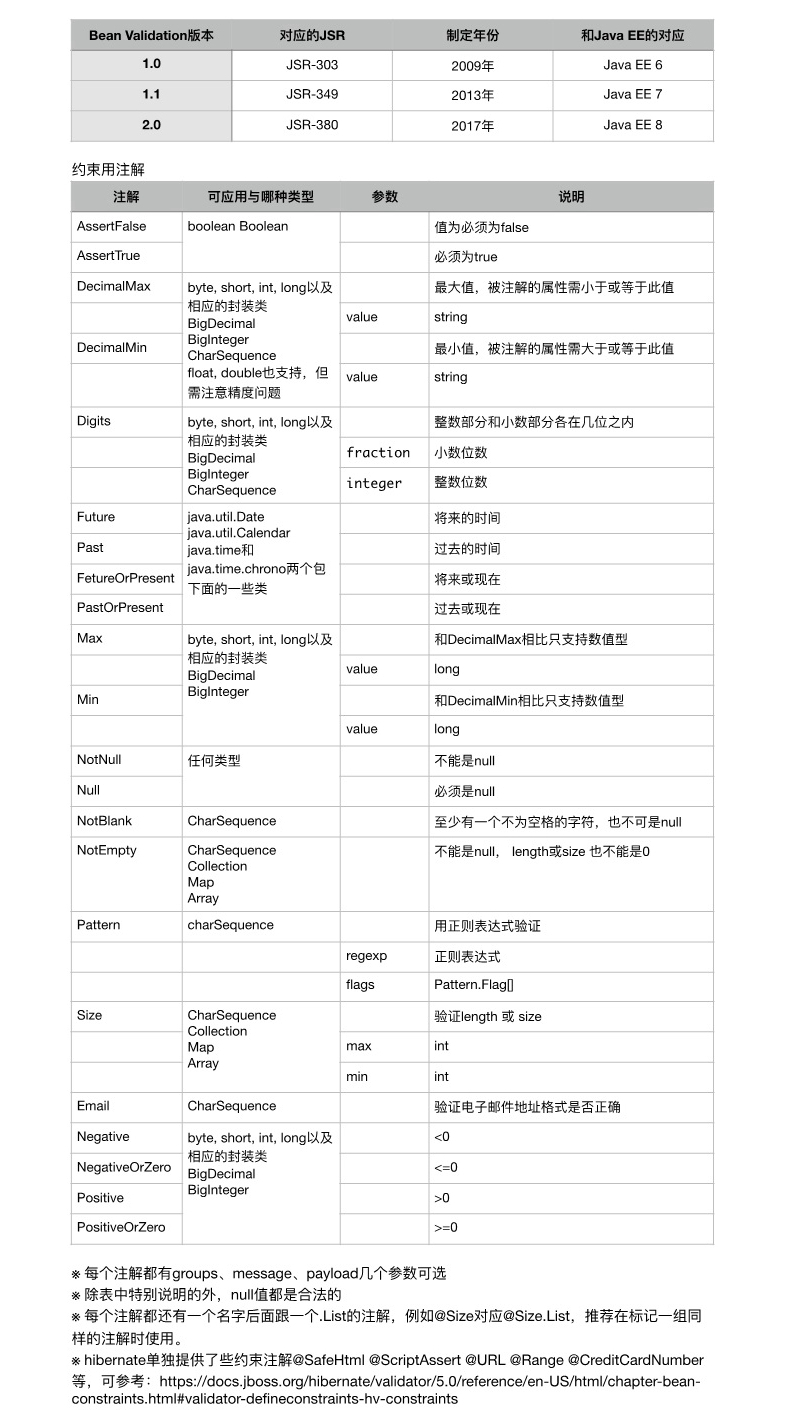 Bean Validation版本 对应的JSR 制定年份 和Java EE的对应
1.0 JSR-303 2009年 Java EE 6
1.1 JSR-349 2013年 Java EE 7
2.0 JSR-380 2017年 Java EE 8
约束用注解
注解 可应用与哪种类型 参数 说明
AssertFalse boolean Boolean 值为必须为false
AssertTrue 必须为true
DecimalMax byte, short, int, long以及 最大值，被注解的属性需小于或等于此值
相应的封装类
BigDecimal value string
BigInteger
DecimalMin 最小值，被注解的属性需大于或等于此值
CharSequence
float, double也支持，但 value string
需注意精度问题
Digits byte, short, int, long以及 整数部分和小数部分各在几位之内
相应的封装类
BigDecimal fraction 小数位数
BigInteger
CharSequence integer 整数位数
Future java.util.Date 将来的时间
java.util.Calendar
Past java.time和 过去的时间
java.time.chrono两个包
FetureOrPresent 将来或现在
下面的一些类
PastOrPresent 过去或现在
Max byte, short, int, long以及 和DecimalMax相比只支持数值型
相应的封装类
BigDecimal value long
BigInteger
Min 和DecimalMin相比只支持数值型
value long
NotNull 任何类型 不能是null
Null 必须是null
NotBlank CharSequence 至少有一个不为空格的字符，也不可是null
NotEmpty CharSequence 不能是null， length或size 也不能是0
Collection
Map
Array
Pattern charSequence 用正则表达式验证
regexp 正则表达式
flags Pattern.Flag[]
Size CharSequence 验证length 或 size
Collection
Map max int
Array
min int
Email CharSequence 验证电子邮件地址格式是否正确
Negative byte, short, int, long以及 <0
相应的封装类
NegativeOrZero BigDecimal <=0
BigInteger
Positive >0
PositiveOrZero >=0
※ 每个注解都有groups、message、payload几个参数可选
※ 除表中特别说明的外，null值都是合法的
※ 每个注解都还有一个名字后面跟一个.List的注解，例如@Size对应@Size.List，推荐在标记一组同
样的注解时使用。
※ hibernate单独提供了些约束注解@SafeHtml @ScriptAssert @URL @Range @CreditCardNumber
等，可参考：https://docs.jboss.org/hibernate/validator/5.0/reference/en-US/html/chapter-bean-
constraints.html#validator-defineconstraints-hv-constraints